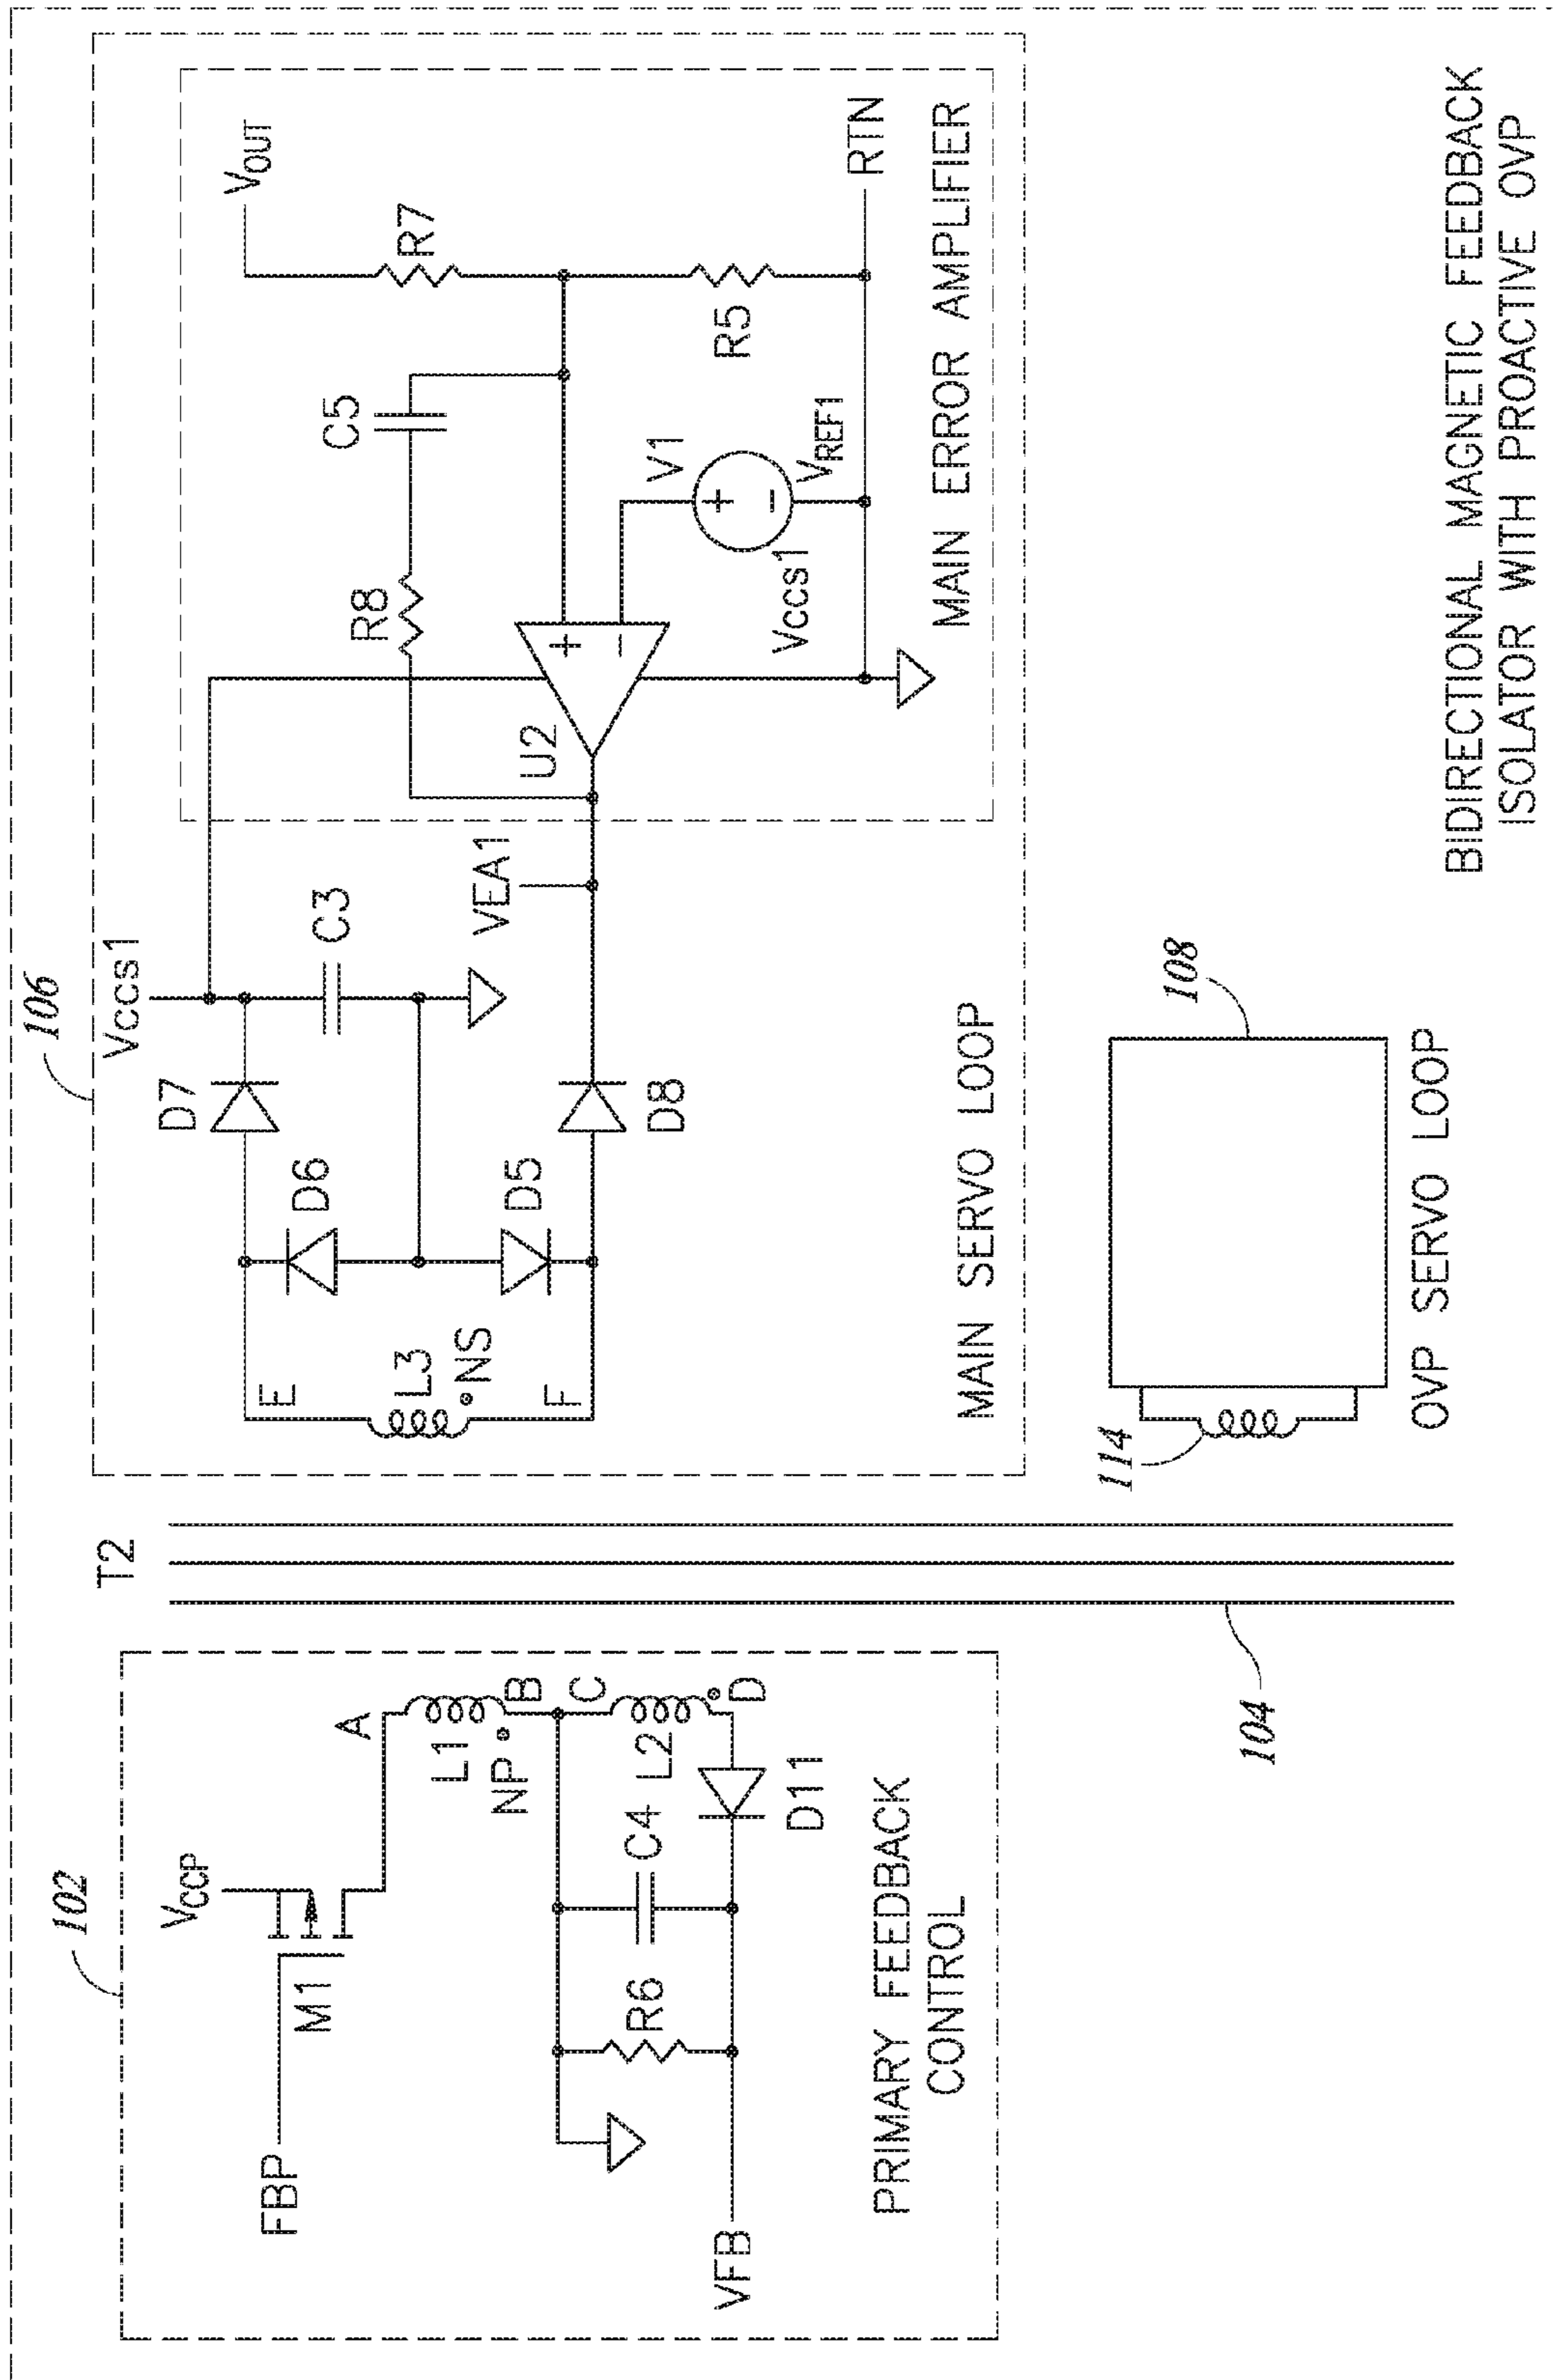 102
FBP
M1
VCCP
A
L1
NP
B
C
L2
D
R6
C4
D11
VFB
PRIMARY FEEDBACK
CONTROL
T2
104
106
Vccs1
E
L3
NS
F
D7
D6
D5
D8
C3
VEA1
U2
R8
C5
VOUT
R7
R5
+
−
V1
+
−
VREF1
Vccs1
RTN
MAIN ERROR AMPLIFIER
MAIN SERVO LOOP
114
108
OVP SERVO LOOP
BIDIRECTIONAL MAGNETIC FEEDBACK
ISOLATOR WITH PROACTIVE OVP